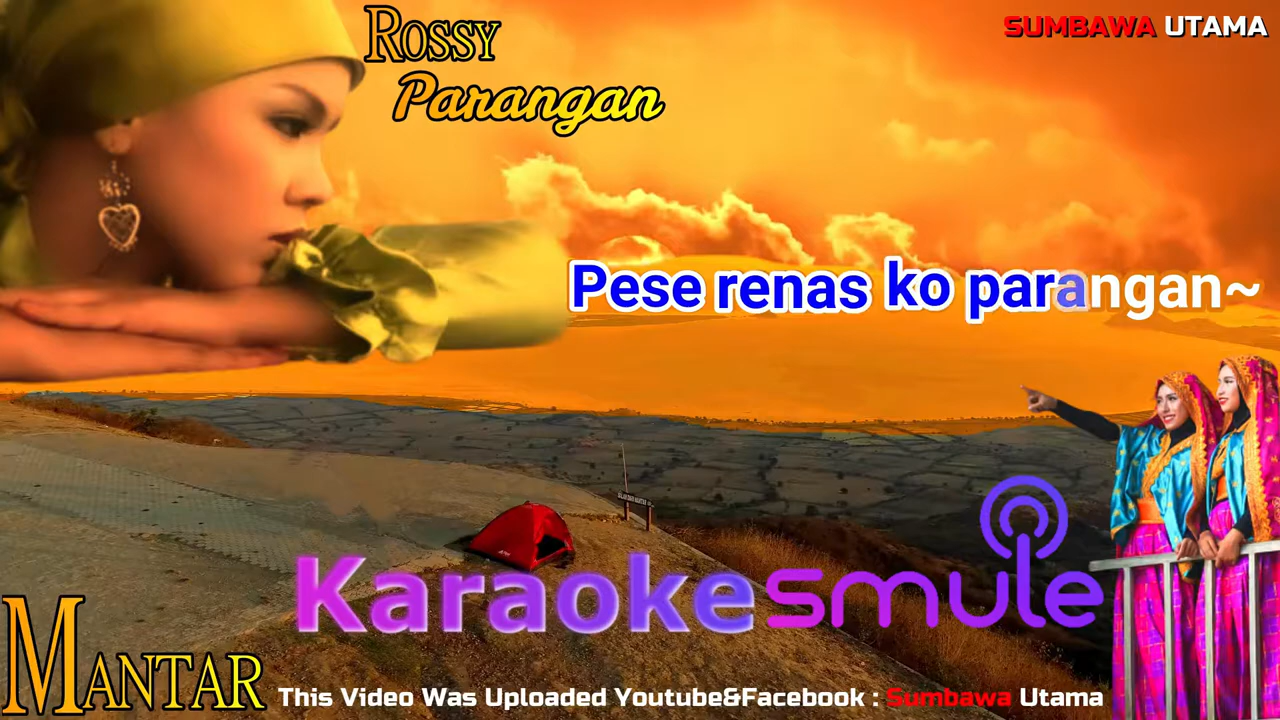 Rossy
Parangan
SUMBAWA UTAMA
Pese renas ko parangan~
Karaoke smule
Mantar
This Video Was Uploaded Youtube&Facebook : Sumbawa Utama